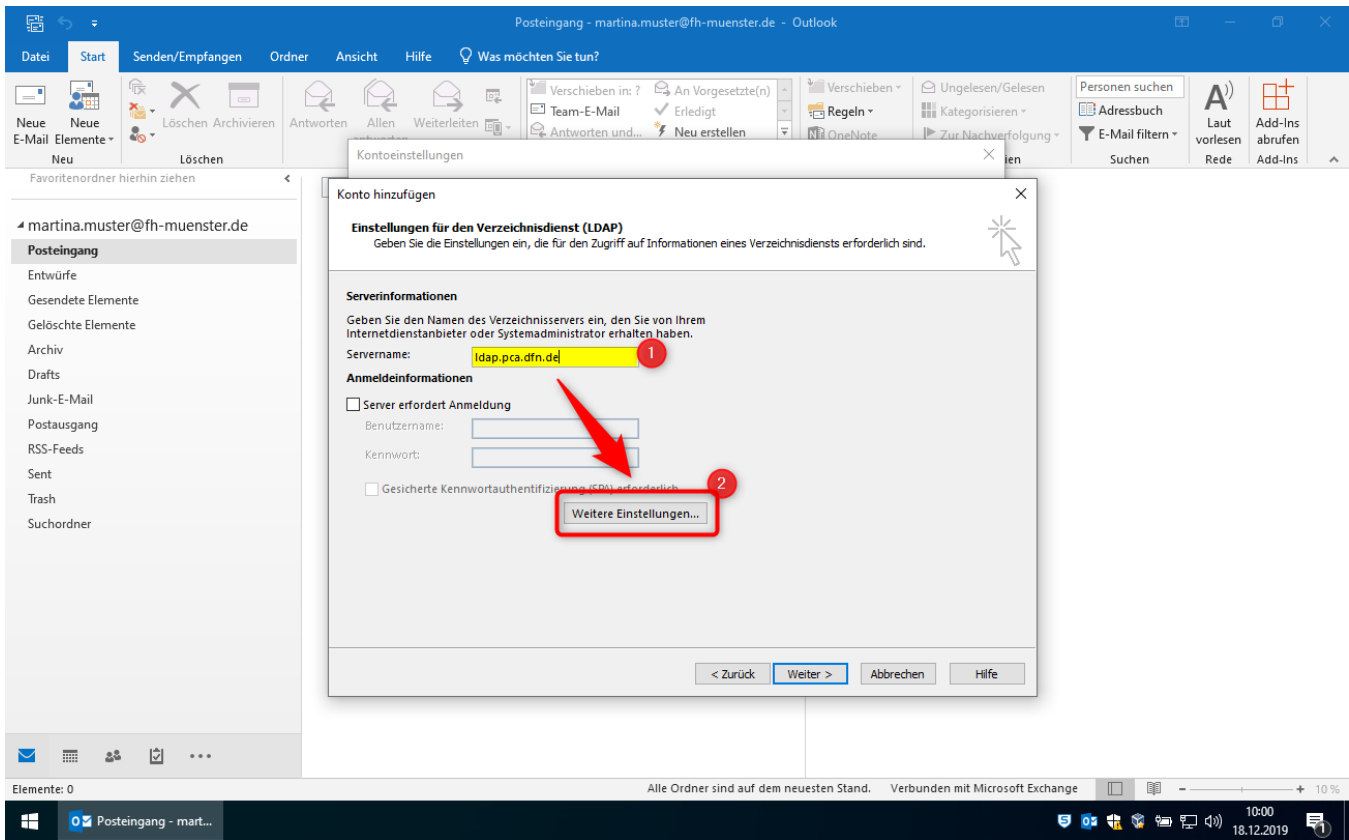 Posteingang - martina.muster@fh-muenster.de - Outlook
Datei Start Senden/Empfangen Ordner Ansicht Hilfe Was möchten Sie tun?
Neue E-Mail
Neue Elemente
Neu
Löschen Archivieren
Löschen
Antworten
Allen antworten
Weiterleiten
Verschieben in: ?
Team-E-Mail
Antworten und...
An Vorgesetzte(n)
Erledigt
Neu erstellen
Verschieben
Regeln
OneNote
Ungelesen/Gelesen
Kategorisieren
Zur Nachverfolgung
Personen suchen
Adressbuch
E-Mail filtern
Suchen
Laut vorlesen
Rede
Add-Ins abrufen
Add-Ins
Favoritenordner hierhin ziehen
martina.muster@fh-muenster.de
Posteingang
Entwürfe
Gesendete Elemente
Gelöschte Elemente
Archiv
Drafts
Junk-E-Mail
Postausgang
RSS-Feeds
Sent
Trash
Suchordner
Kontoeinstellungen
Konto hinzufügen
Einstellungen für den Verzeichnisdienst (LDAP)
Geben Sie die Einstellungen ein, die für den Zugriff auf Informationen eines Verzeichnisdiensts erforderlich sind.
Serverinformationen
Geben Sie den Namen des Verzeichnisservers ein, den Sie von Ihrem
Internetdienstanbieter oder Systemadministrator erhalten haben.
Servername: ldap.pca.dfn.de 1
Anmeldeinformationen
Server erfordert Anmeldung
Benutzername:
Kennwort:
Gesicherte Kennwortauthentifizierung (SPA) erforderlich 2
Weitere Einstellungen...
< Zurück Weiter > Abbrechen Hilfe
Elemente: 0 Alle Ordner sind auf dem neuesten Stand. Verbunden mit Microsoft Exchange 10 %
Posteingang - mart...
10:00
18.12.2019
1